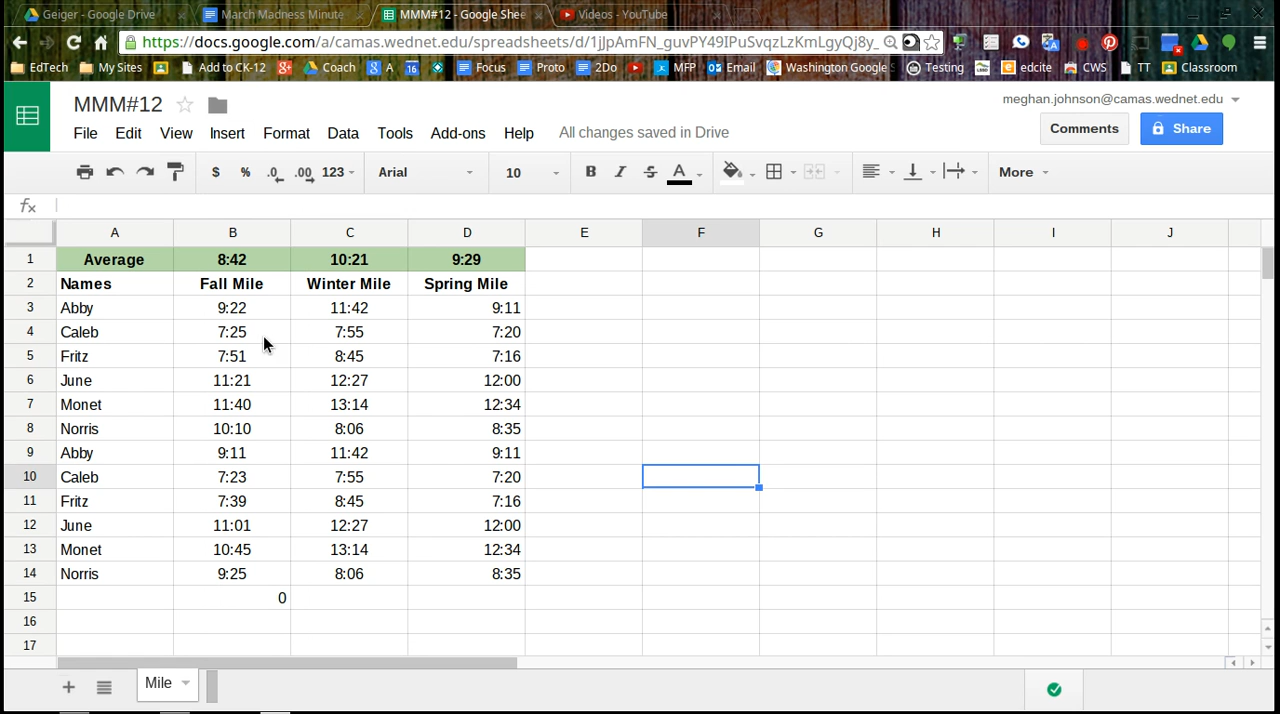 Geiger - Google Drive March Madness Minute MMM#12 - Google Shee Videos - YouTube
https://docs.google.com/a/camas.wednet.edu/spreadsheets/d/1jJpAmFN_guvPY49IPuSvqzLzKmLgyQj8y_
EdTech My Sites Add to CK-12 Coach A 16 Focus Proto 2Do MFP Email Washington Google Testing edcite CWS TT Classroom
MMM#12 meghan.johnson@camas.wednet.edu
File Edit View Insert Format Data Tools Add-ons Help All changes saved in Drive Comments Share
$ % .0 .00 123 Arial 10 B I S A More
fx
A B C D E F G H I J
1 Average 8:42 10:21 9:29
2 Names Fall Mile Winter Mile Spring Mile
3 Abby 9:22 11:42 9:11
4 Caleb 7:25 7:55 7:20
5 Fritz 7:51 8:45 7:16
6 June 11:21 12:27 12:00
7 Monet 11:40 13:14 12:34
8 Norris 10:10 8:06 8:35
9 Abby 9:11 11:42 9:11
10 Caleb 7:23 7:55 7:20
11 Fritz 7:39 8:45 7:16
12 June 11:01 12:27 12:00
13 Monet 10:45 13:14 12:34
14 Norris 9:25 8:06 8:35
15 0
16
17
Mile